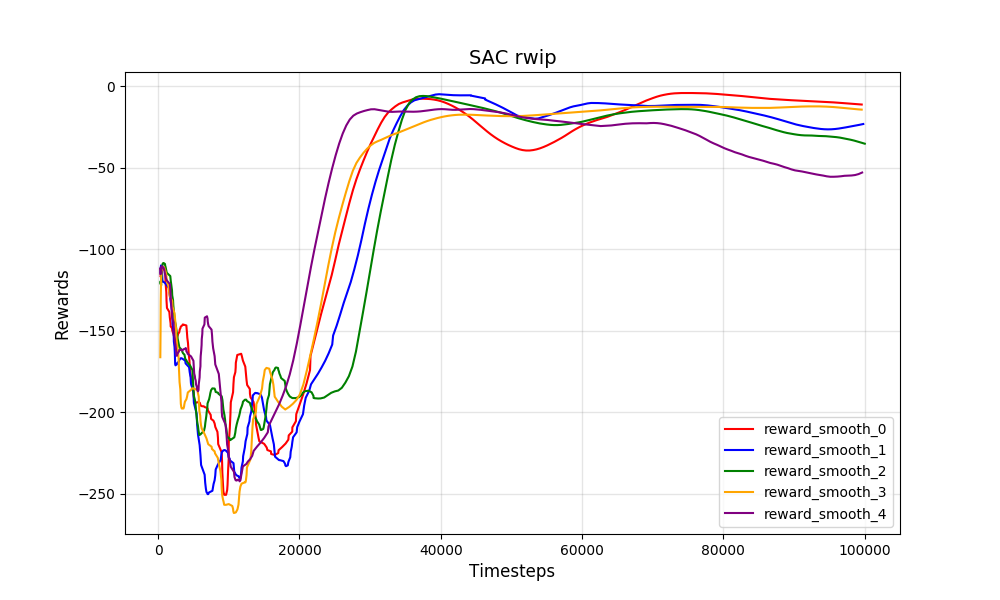 SAC rwip
Rewards
0
−50
−100
−150
−200
−250
0 20000 40000 60000 80000 100000
Timesteps
reward_smooth_0
reward_smooth_1
reward_smooth_2
reward_smooth_3
reward_smooth_4